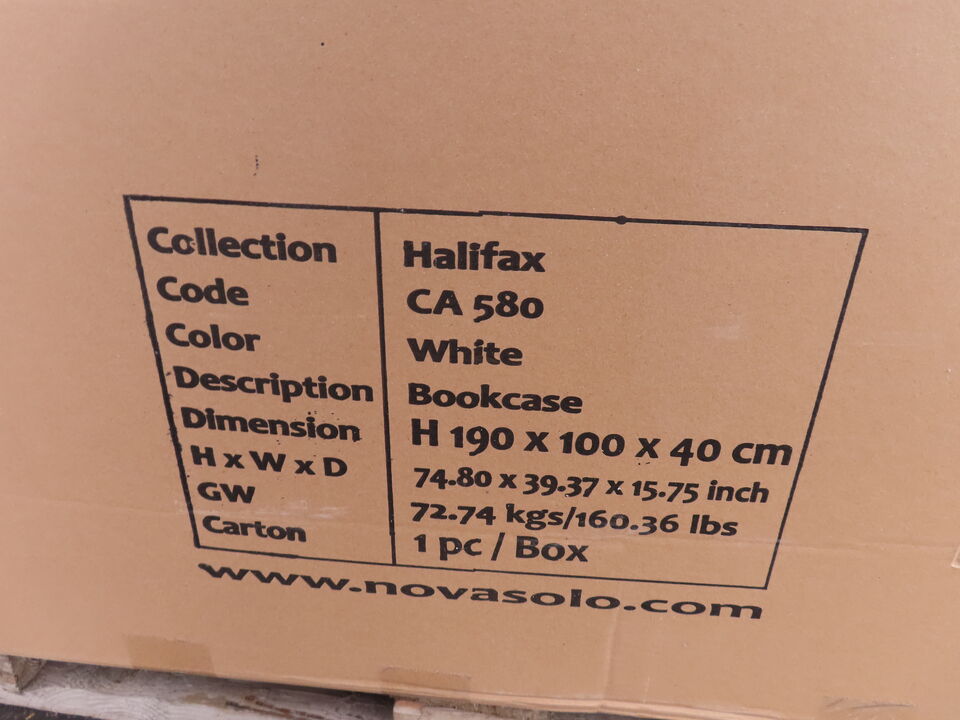 Collection Halifax
Code CA 580
Color White
Description Bookcase
Dimension H 190 x 100 x 40 cm
H x W x D 74.80 x 39.37 x 15.75 inch
GW 72.74 kgs/160.36 lbs
Carton 1 pc / Box
www.novasolo.com